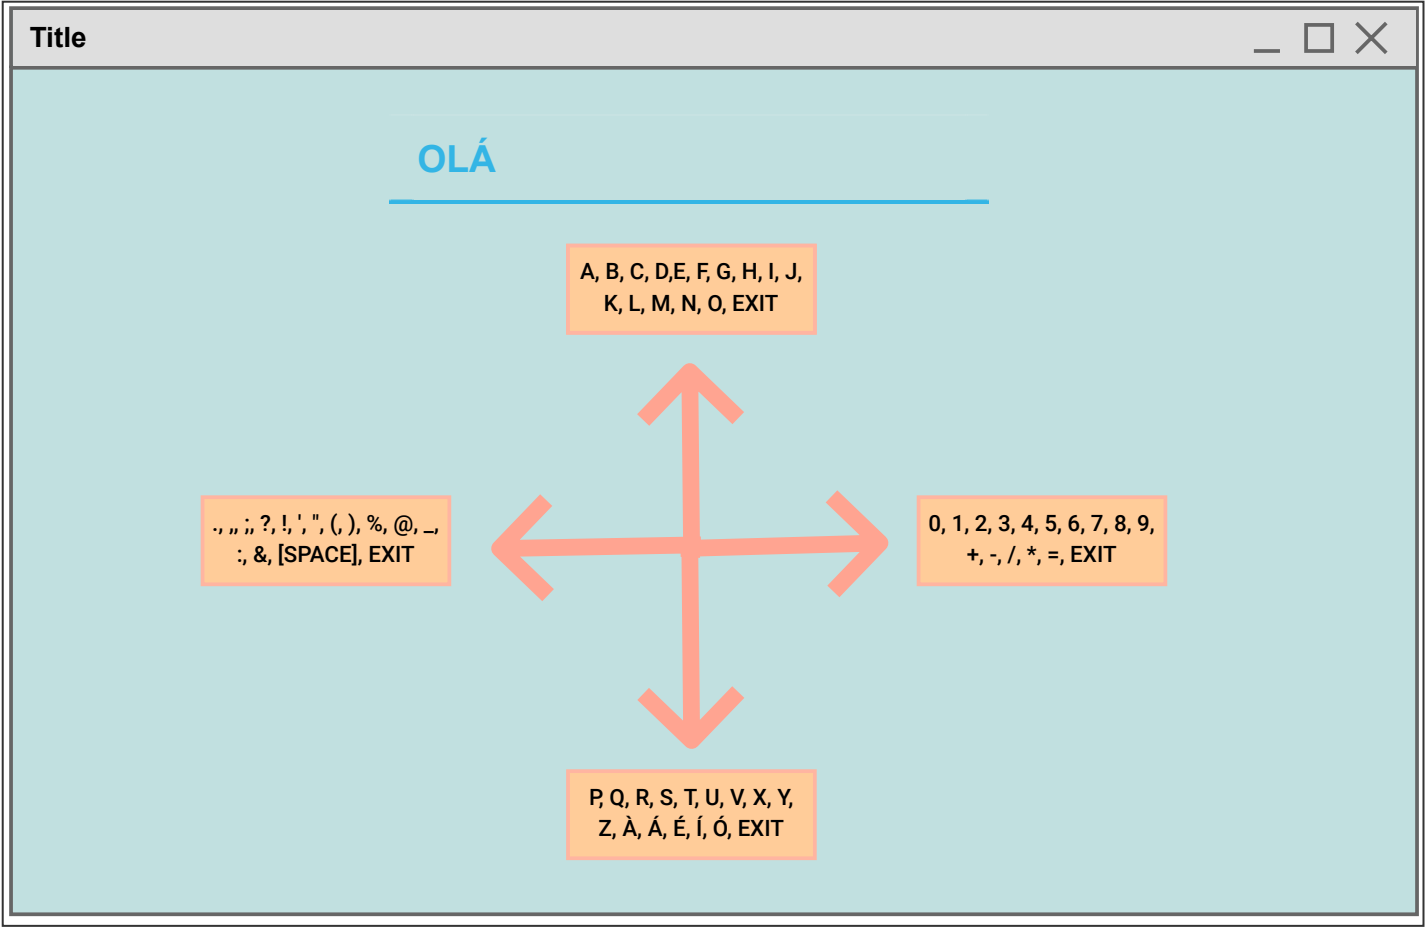 Title
OLÁ
A, B, C, D,E, F, G, H, I, J,
K, L, M, N, O, EXIT
., ,, ;, ?, !, ', ", (, ), %, @, _,
:, &, [SPACE], EXIT
0, 1, 2, 3, 4, 5, 6, 7, 8, 9,
+, -, /, *, =, EXIT
P, Q, R, S, T, U, V, X, Y,
Z, À, Á, É, Í, Ó, EXIT